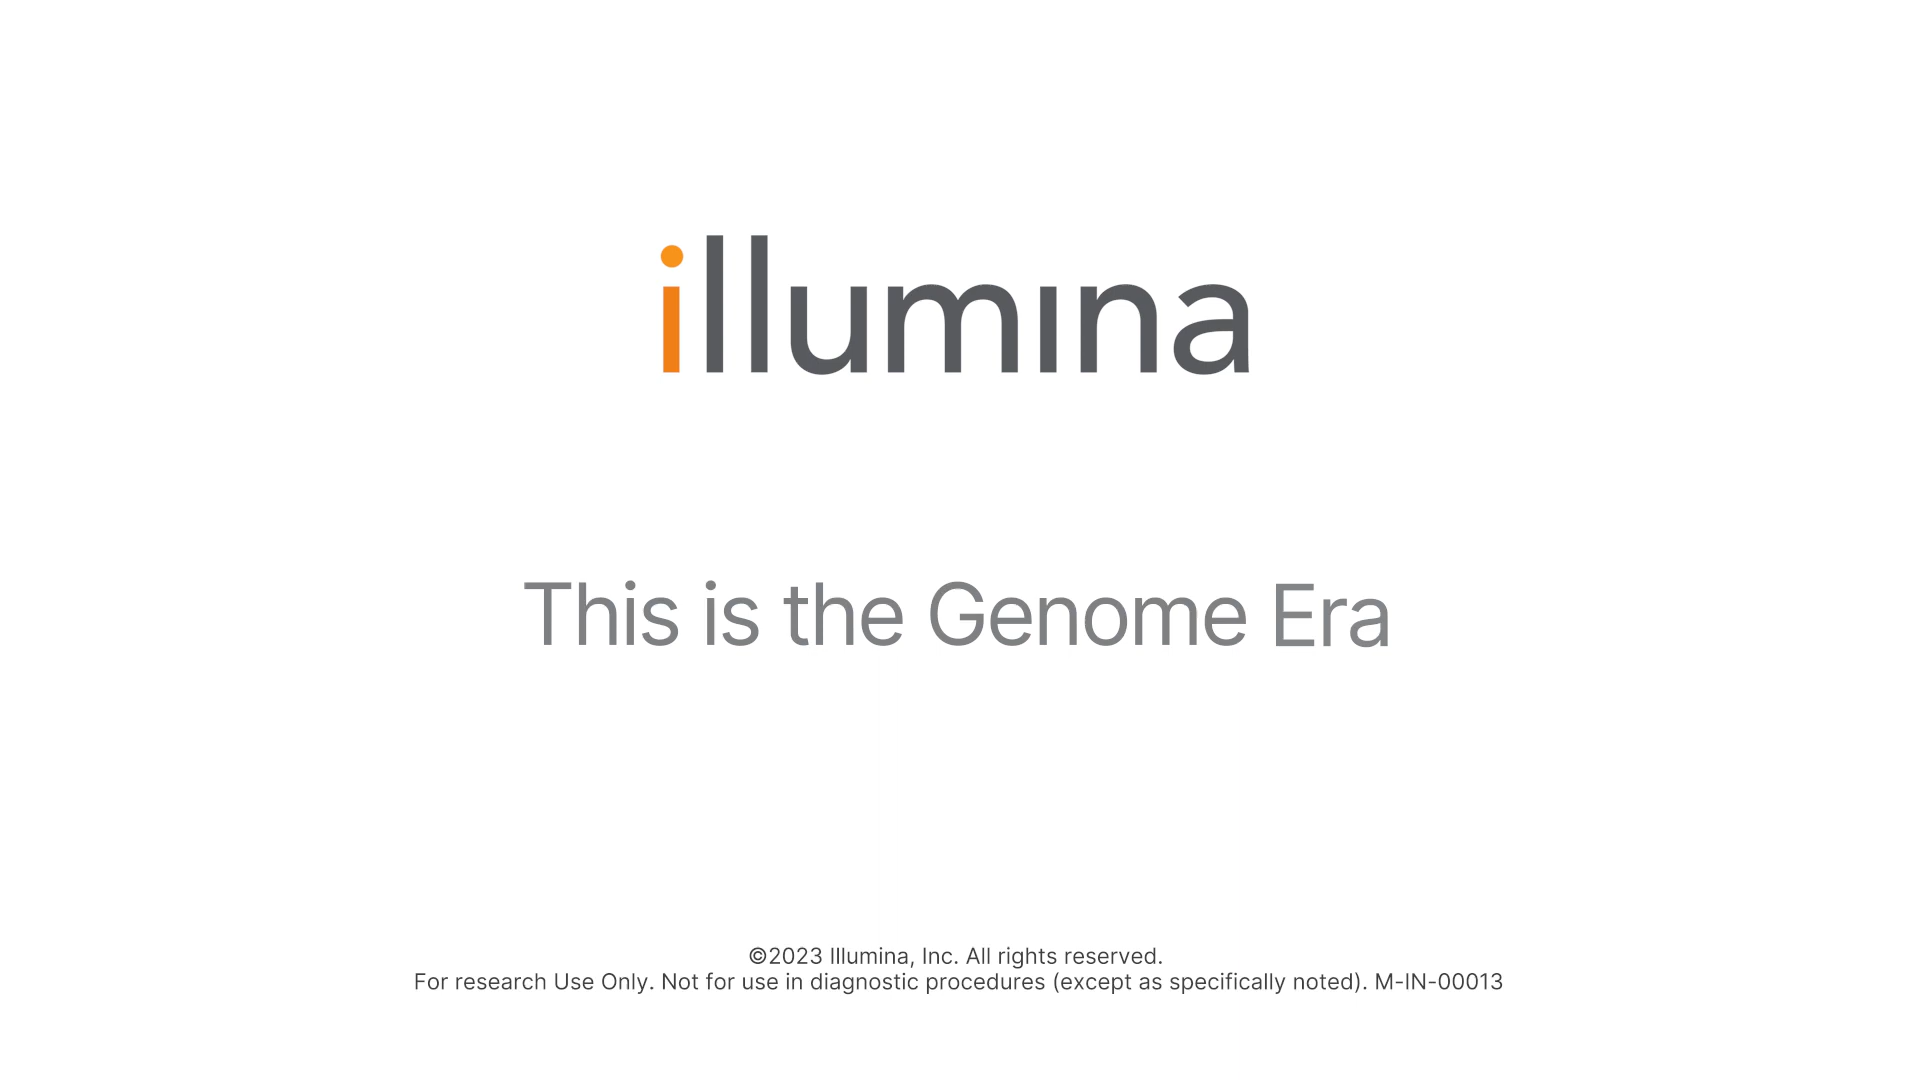 illumina
This is the Genome Era
©2023 Illumina, Inc. All rights reserved.
For research Use Only. Not for use in diagnostic procedures (except as specifically noted). M-IN-00013